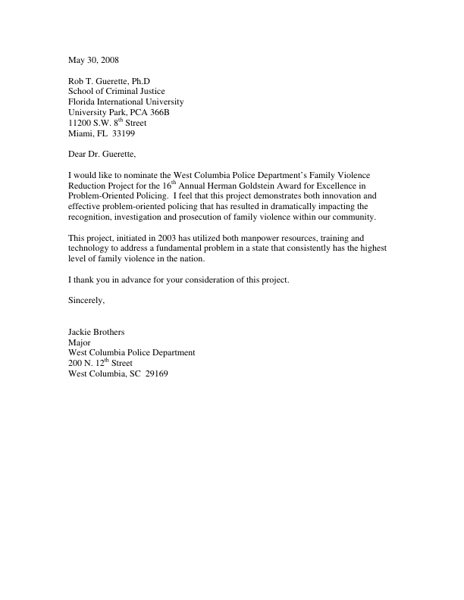 May 30, 2008
Rob T. Guerette, Ph.D
School of Criminal Justice
Florida International University
University Park, PCA 366B
11200 S.W. 8th Street
Miami, FL  33199
Dear Dr. Guerette,
I would like to nominate the West Columbia Police Department's Family Violence
Reduction Project for the 16th Annual Herman Goldstein Award for Excellence in
Problem-Oriented Policing.  I feel that this project demonstrates both innovation and
effective problem-oriented policing that has resulted in dramatically impacting the
recognition, investigation and prosecution of family violence within our community.
This project, initiated in 2003 has utilized both manpower resources, training and
technology to address a fundamental problem in a state that consistently has the highest
level of family violence in the nation.
I thank you in advance for your consideration of this project.
Sincerely,
Jackie Brothers
Major
West Columbia Police Department
200 N. 12th Street
West Columbia, SC  29169